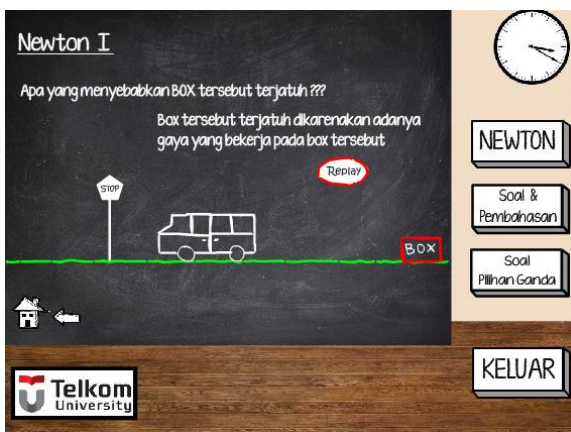 Newton I
Apa yang menyebabkan BOX tersebut terjatuh ???
Box tersebut terjatuh dikarenakan adanya
gaya yang bekerja pada box tersebut
Replay
STOP
BOX
NEWTON
Soal &
Pembahasan
Soal
Pilihan Ganda
KELUAR
Telkom
University